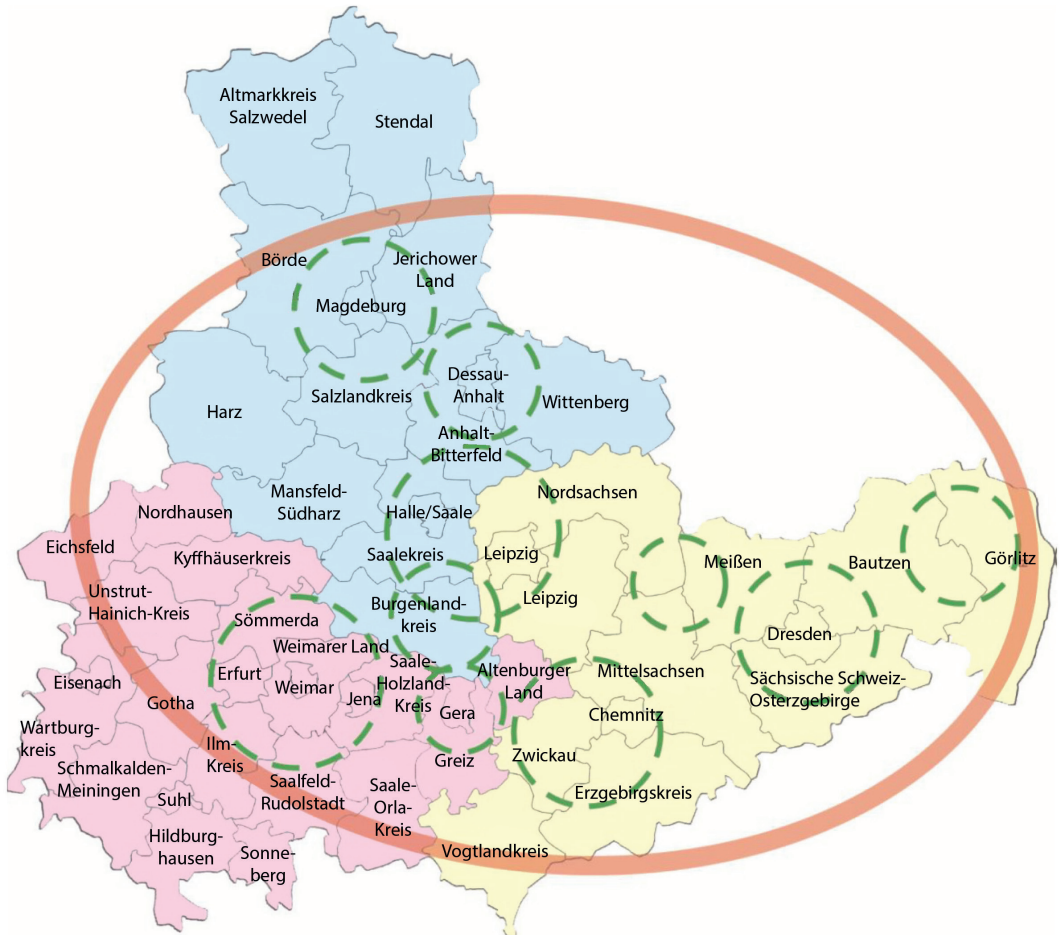 Altmarkkreis
Salzwedel
Stendal
Börde
Jerichower
Land
Magdeburg
Dessau-
Anhalt
Harz
Salzlandkreis
Wittenberg
Anhalt-
Bitterfeld
Mansfeld-
Südharz
Halle/Saale
Nordsachsen
Nordhausen
Eichsfeld
Kyffhäuserkreis
Saalekreis
Leipzig
Meißen
Bautzen
Görlitz
Unstrut-
Hainich-Kreis
Sömmerda
Burgenland-
kreis
Leipzig
Dresden
Weimarer Land
Eisenach
Erfurt
Weimar
Jena
Saale-
Holzland-
Kreis
Altenburger
Land
Mittelsachsen
Sächsische Schweiz-
Osterzgebirge
Gotha
Gera
Chemnitz
Wartburg-
kreis
Ilm-
Kreis
Greiz
Zwickau
Schmalkalden-
Meiningen
Suhl
Saalfeld-
Rudolstadt
Saale-
Orla-
Kreis
Erzgebirgskreis
Hildburg-
hausen
Sonne-
berg
Vogtlandkreis